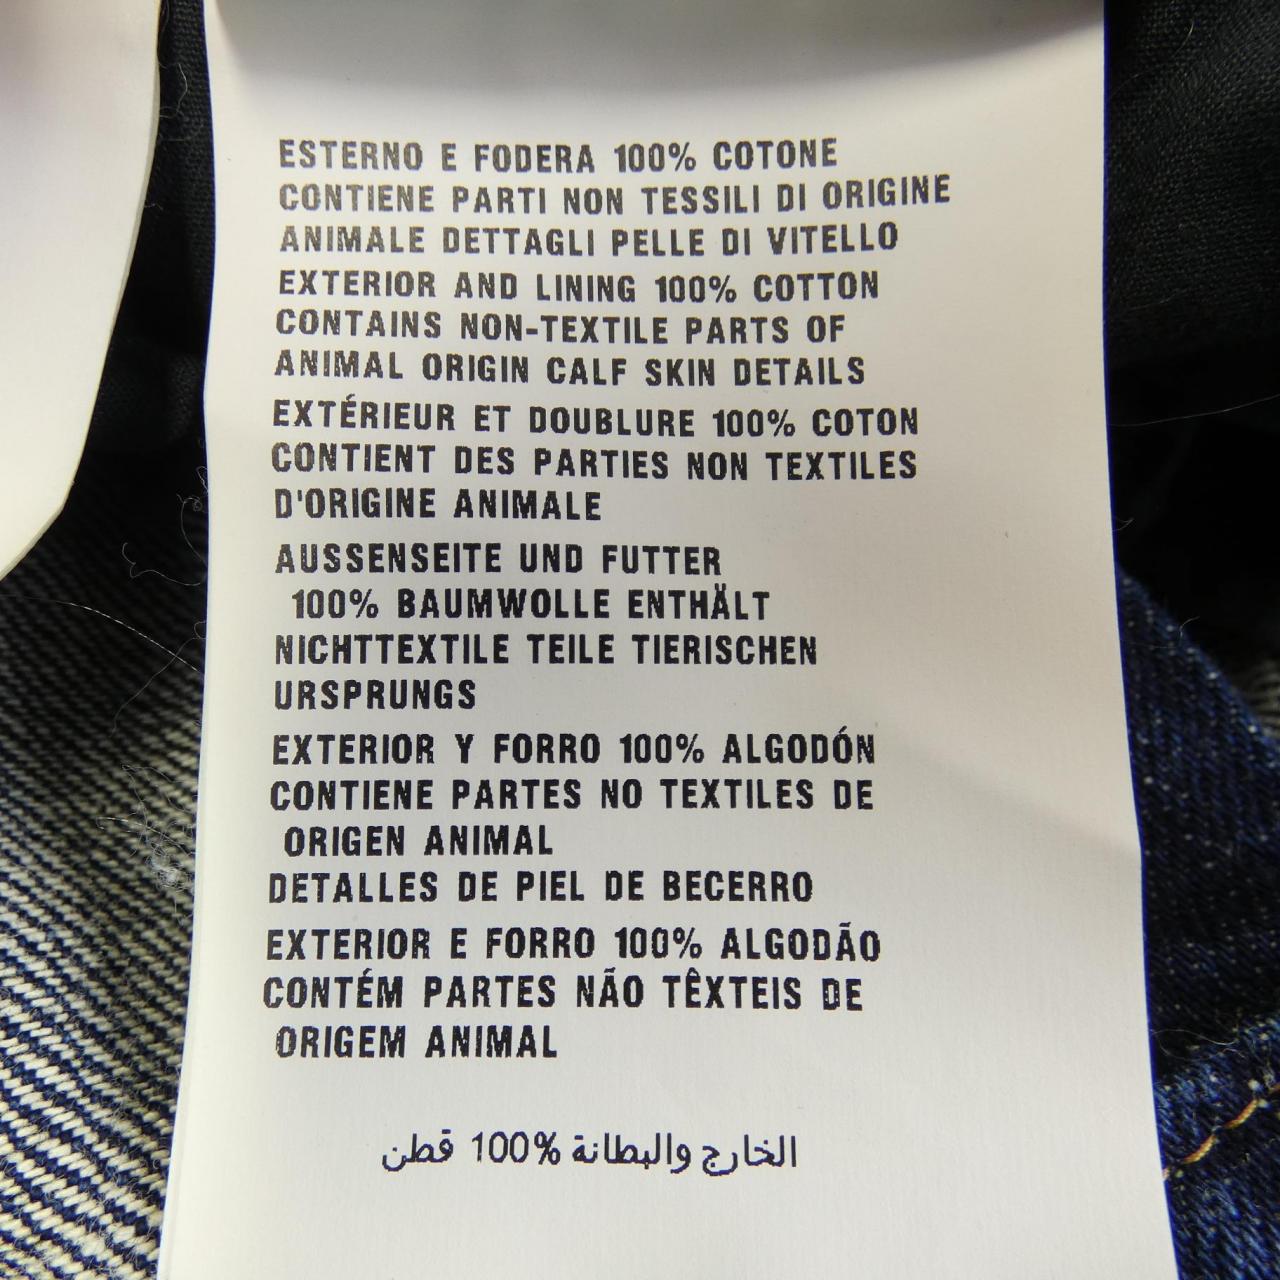 ESTERNO E FODERA 100% COTONE
CONTIENE PARTI NON TESSILI DI ORIGINE
ANIMALE DETTAGLI PELLE DI VITELLO
EXTERIOR AND LINING 100% COTTON
CONTAINS NON-TEXTILE PARTS OF
ANIMAL ORIGIN CALF SKIN DETAILS
EXTÉRIEUR ET DOUBLURE 100% COTON
CONTIENT DES PARTIES NON TEXTILES
D'ORIGINE ANIMALE
AUSSENSEITE UND FUTTER
100% BAUMWOLLE ENTHÄLT
NICHTTEXTILE TEILE TIERISCHEN
URSPRUNGS
EXTERIOR Y FORRO 100% ALGODÓN
CONTIENE PARTES NO TEXTILES DE
ORIGEN ANIMAL
DETALLES DE PIEL DE BECERRO
EXTERIOR E FORRO 100% ALGODÃO
CONTÉM PARTES NÃO TÊXTEIS DE
ORIGEM ANIMAL
الخارج والبطانة 100% قطن